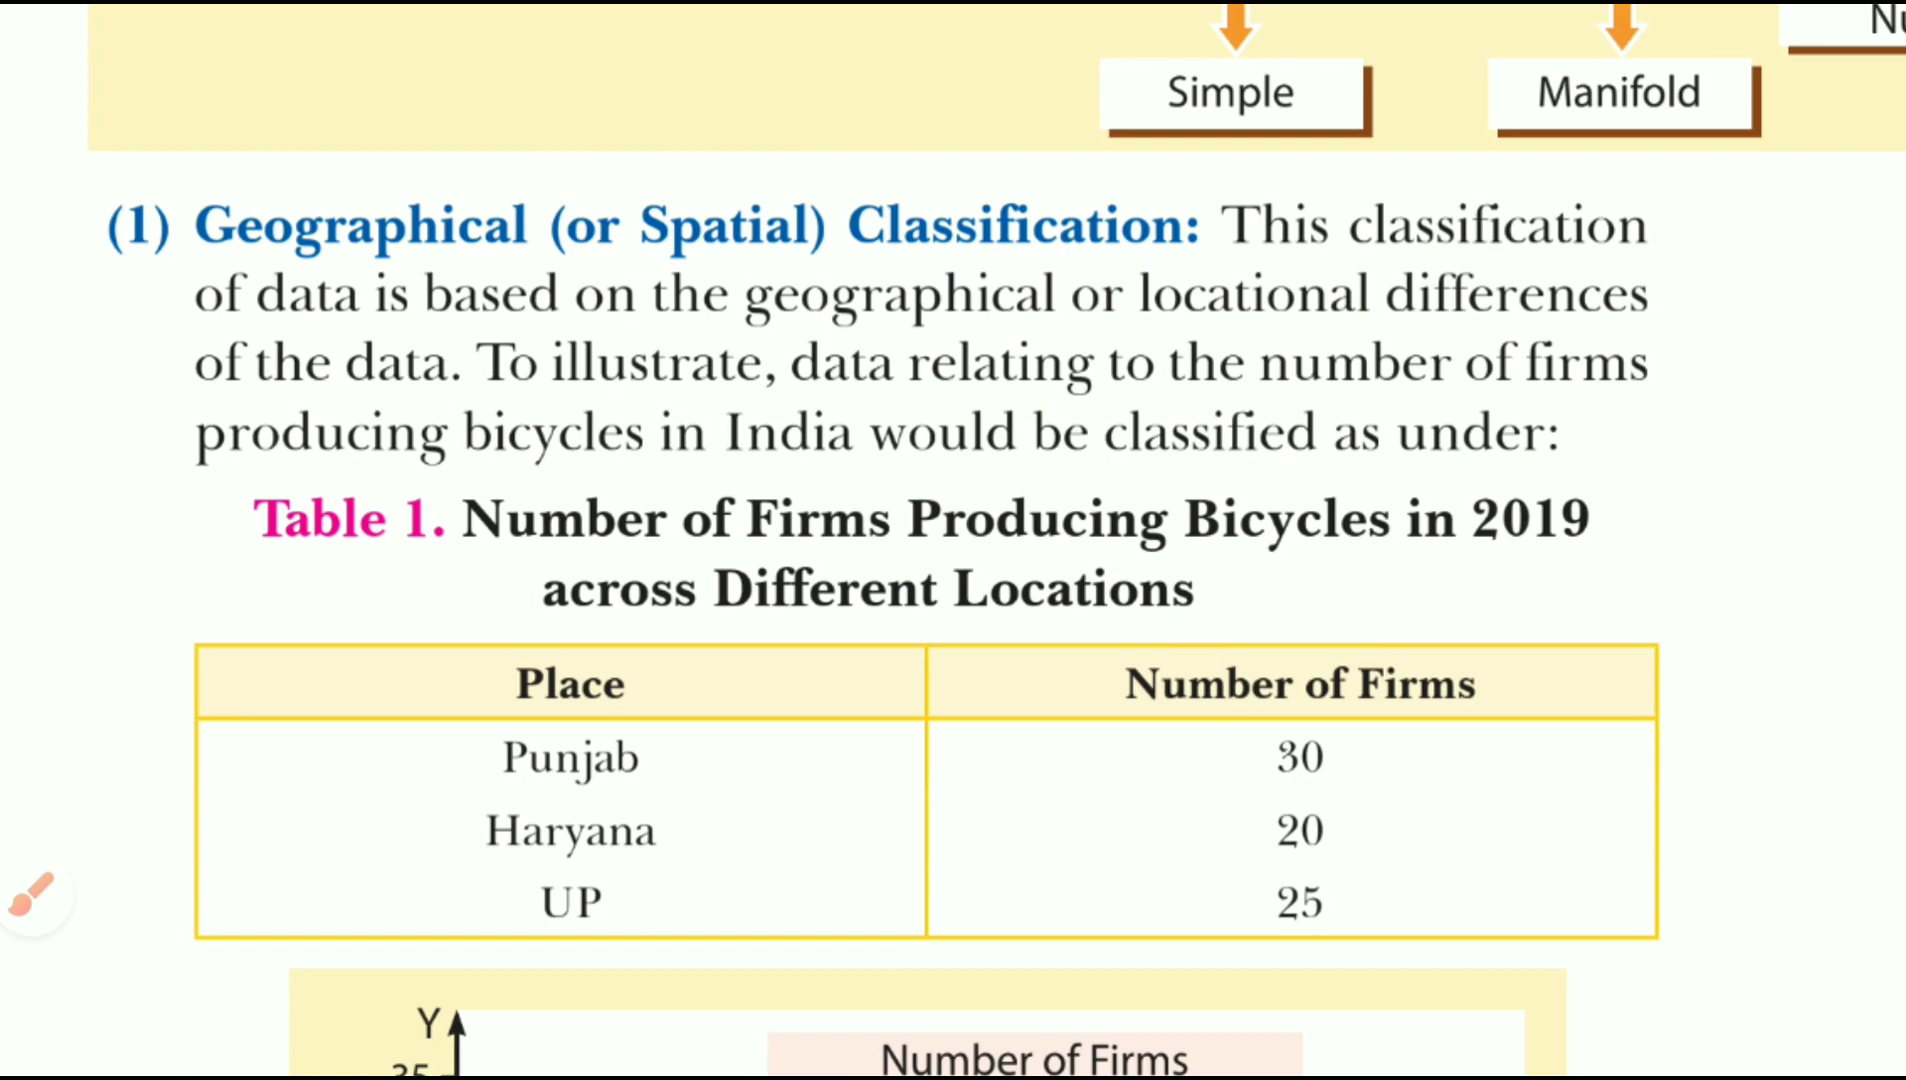 Simple
Manifold
(1) Geographical (or Spatial) Classification: This classification
of data is based on the geographical or locational differences
of the data. To illustrate, data relating to the number of firms
producing bicycles in India would be classified as under:
Table 1. Number of Firms Producing Bicycles in 2019
across Different Locations
Place Number of Firms
Punjab 30
Haryana 20
UP 25
Y
Number of Firms
35